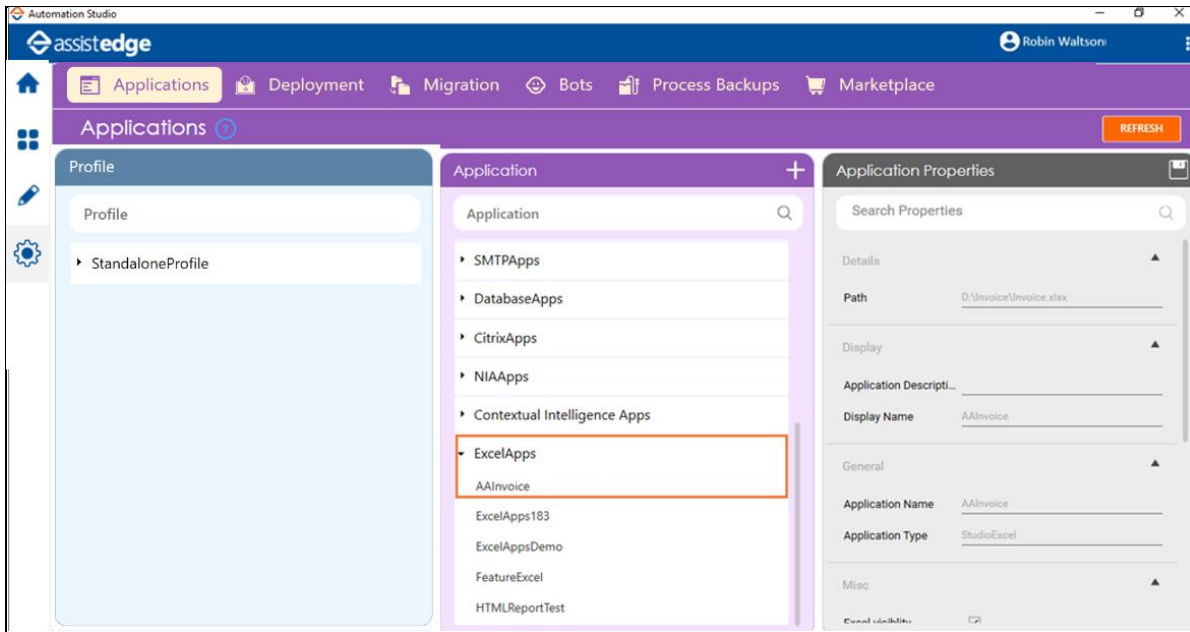 Automation Studio
assistedge
Robin Waltson
Applications Deployment Migration Bots Process Backups Marketplace
Applications ?
REFRESH
Profile
Profile
StandaloneProfile
Application
Application
SMTPApps
DatabaseApps
CitrixApps
NIAApps
Contextual Intelligence Apps
ExcelApps
AAInvoice
ExcelApps183
ExcelAppsDemo
FeatureExcel
HTMLReportTest
Application Properties
Search Properties
Details
Path D:\Invoice\Invoice.xlsx
Display
Application Descripti...
Display Name AAInvoice
General
Application Name AAInvoice
Application Type StudioExcel
Misc
Excel visiblity